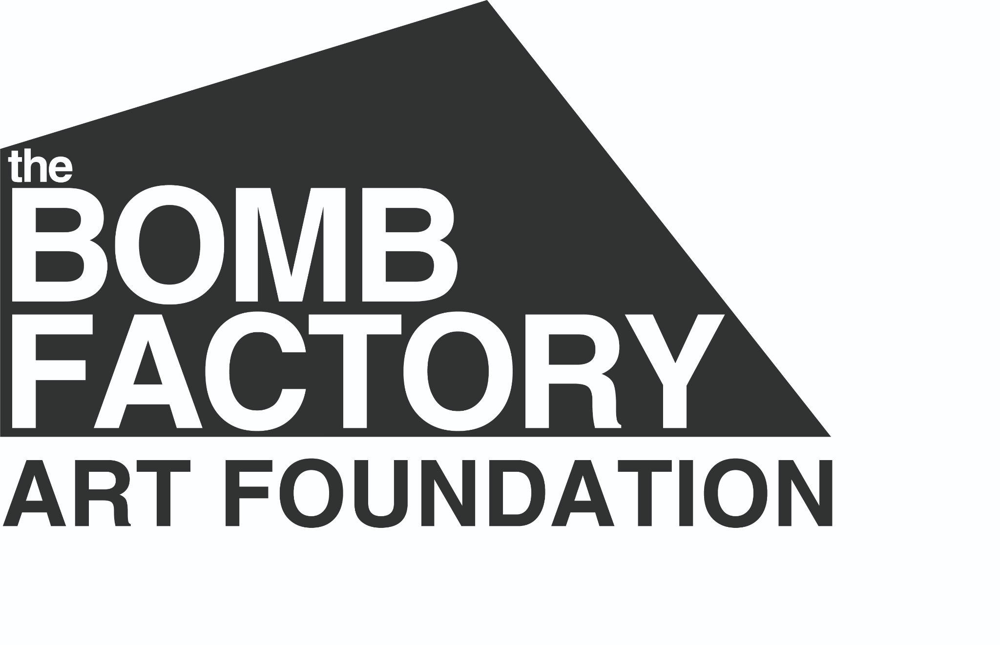 the
BOMB
FACTORY
ART FOUNDATION